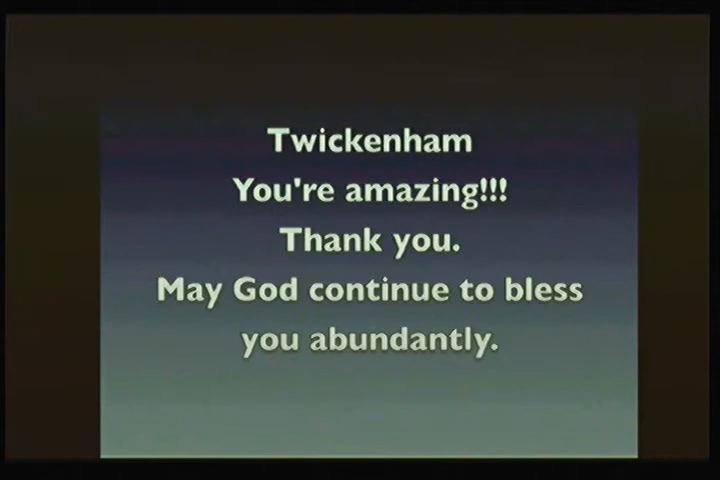 Twickenham
You're amazing!!!
Thank you.
May God continue to bless
you abundantly.